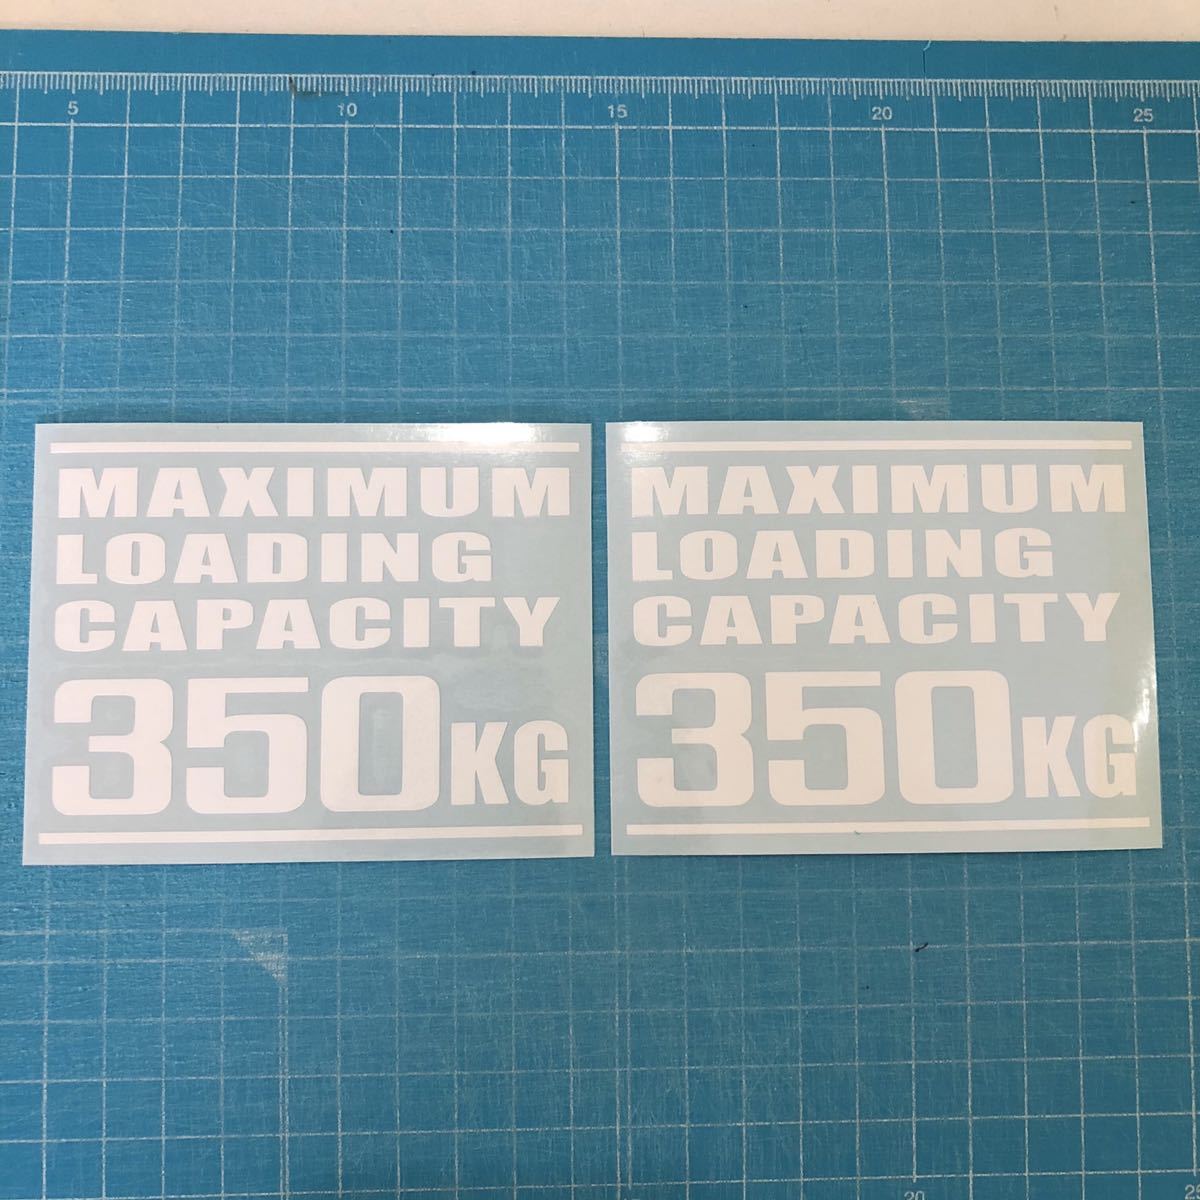 5 10 15 20 25
MAXIMUM
LOADING
CAPACITY
350KG
MAXIMUM
LOADING
CAPACITY
350KG
20